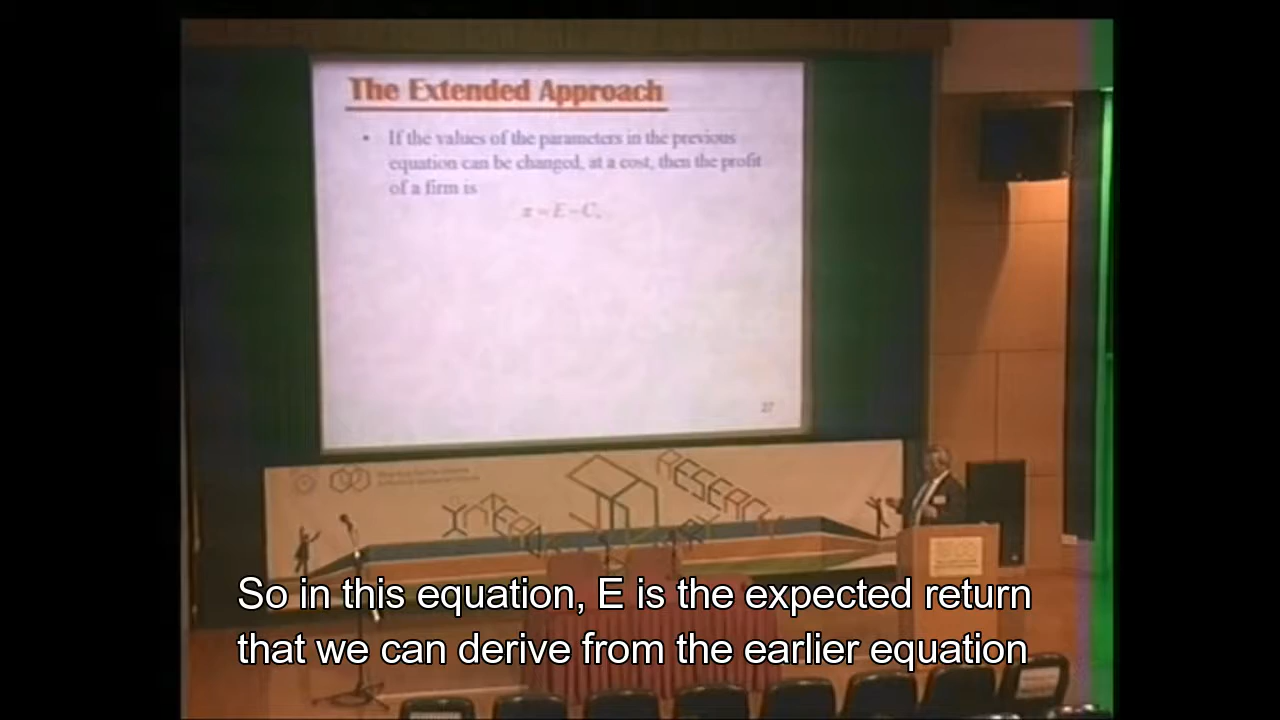 The Extended Approach
• If the values of the parameters in the previous
equation can be changed, at a cost, then the profit
of a firm is
π = E − C,
27
RESEARCH
So in this equation, E is the expected return
that we can derive from the earlier equation